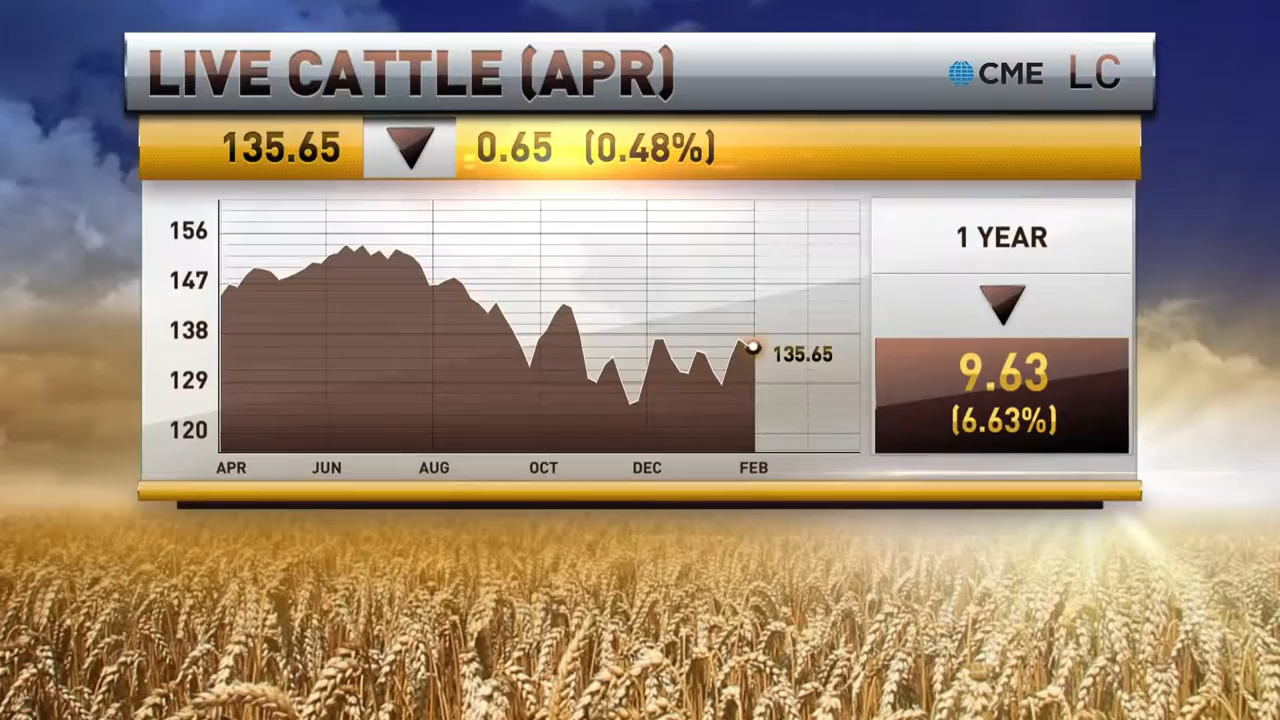 LIVE CATTLE (APR) CME LC
135.65 0.65 (0.48%)
156
147
138
129
120
135.65
APR JUN AUG OCT DEC FEB
1 YEAR
9.63
(6.63%)